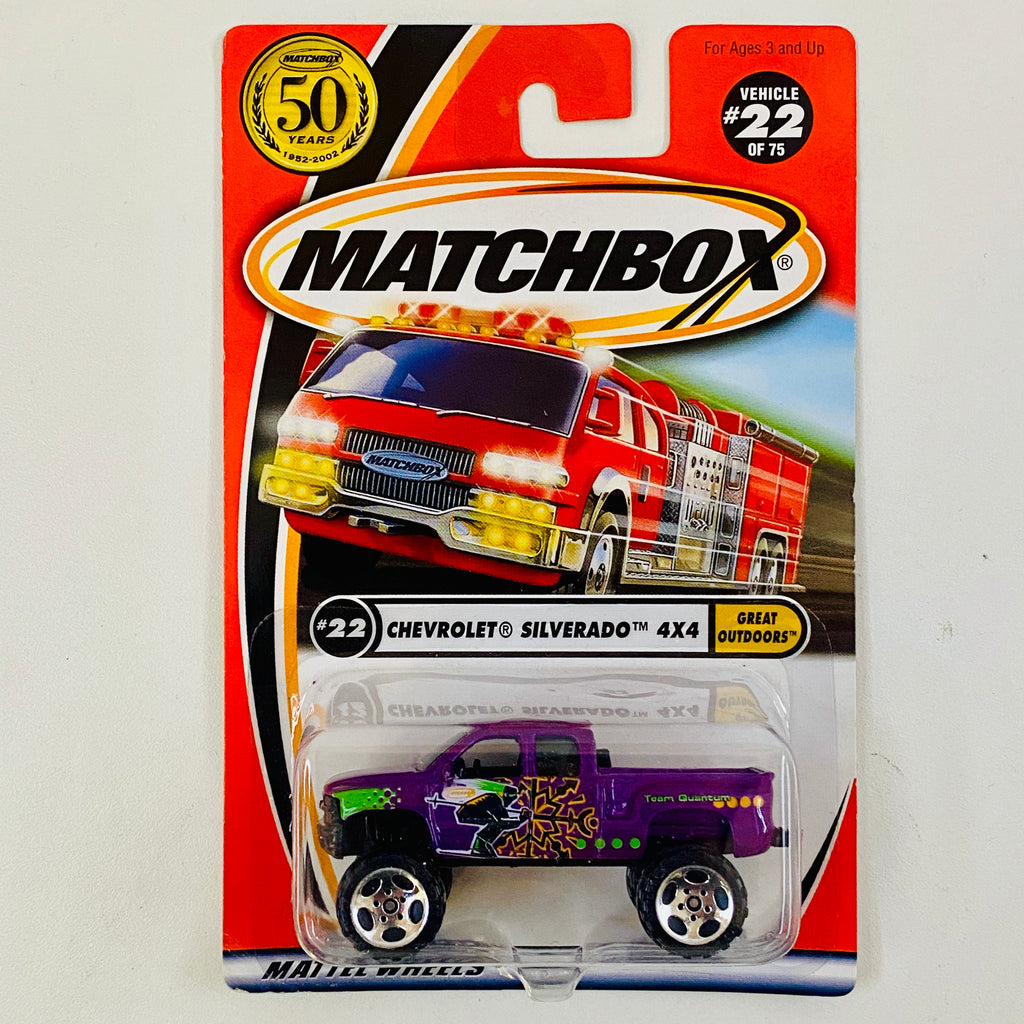 For Ages 3 and Up
MATCHBOX
50
YEARS
1952-2002
VEHICLE
#22
OF 75
MATCHBOX®
MATCHBOX
#22
CHEVROLET® SILVERADO™ 4X4
GREAT
OUTDOORS™
Team Quantum
MATTEL WHEELS